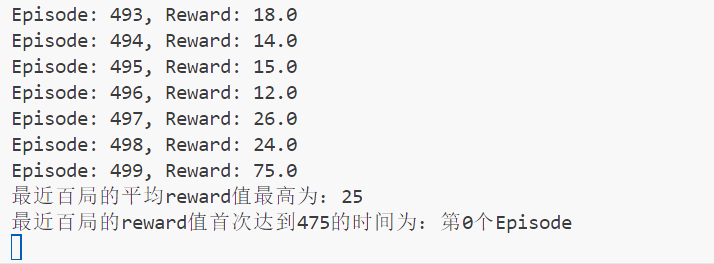 Episode: 493, Reward: 18.0
Episode: 494, Reward: 14.0
Episode: 495, Reward: 15.0
Episode: 496, Reward: 12.0
Episode: 497, Reward: 26.0
Episode: 498, Reward: 24.0
Episode: 499, Reward: 75.0
最近百局的平均reward值最高为: 25
最近百局的reward值首次达到475的时间为: 第0个Episode